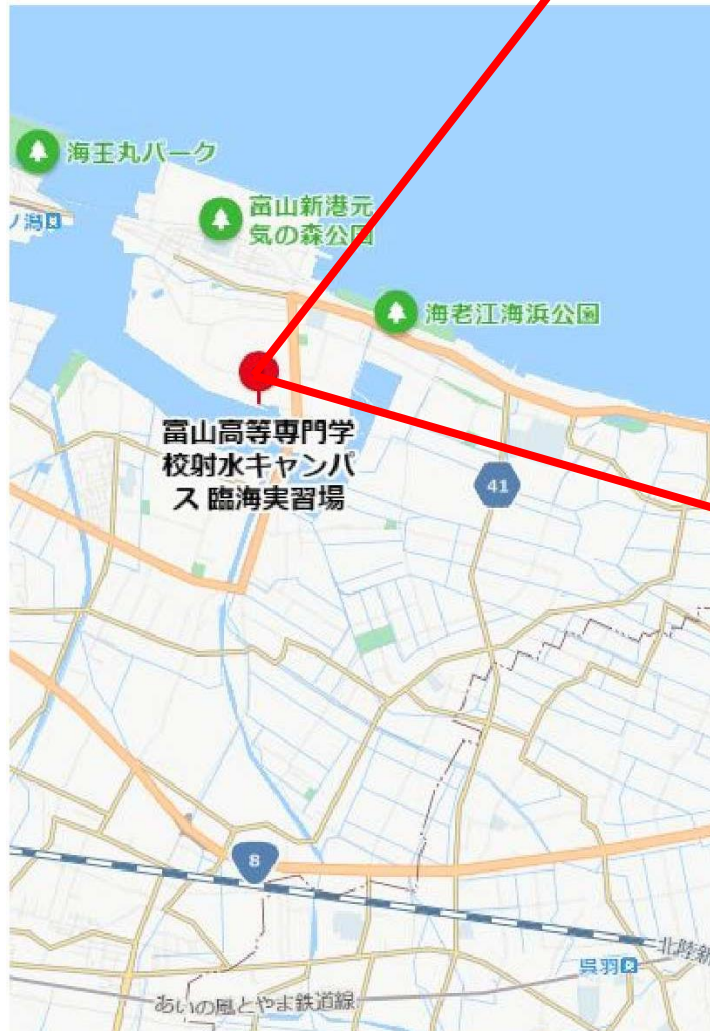 海王丸パーク
富山新港元
気の森公園
ノ潟
海老江海浜公園
富山高等専門学
校射水キャンパ
ス 臨海実習場
41
8
北陸新
呉羽
あいの風とやま鉄道線